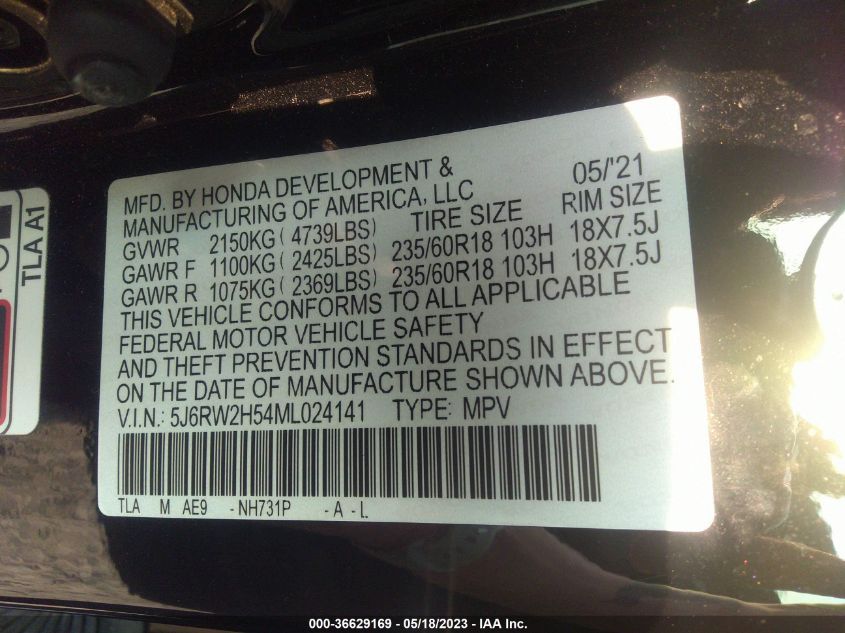 MFD. BY HONDA DEVELOPMENT & 05/'21
MANUFACTURING OF AMERICA, LLC
TIRE SIZE RIM SIZE
GVWR 2150KG ( 4739LBS)
GAWR F 1100KG ( 2425LBS) 235/60R18 103H 18X7.5J
GAWR R 1075KG ( 2369LBS) 235/60R18 103H 18X7.5J
THIS VEHICLE CONFORMS TO ALL APPLICABLE
FEDERAL MOTOR VEHICLE SAFETY
AND THEFT PREVENTION STANDARDS IN EFFECT
ON THE DATE OF MANUFACTURE SHOWN ABOVE.
V.I.N.: 5J6RW2H54ML024141 TYPE: MPV
TLA M AE9 - NH731P - A - L
TLA A1
000-36629169 - 05/18/2023 - IAA Inc.